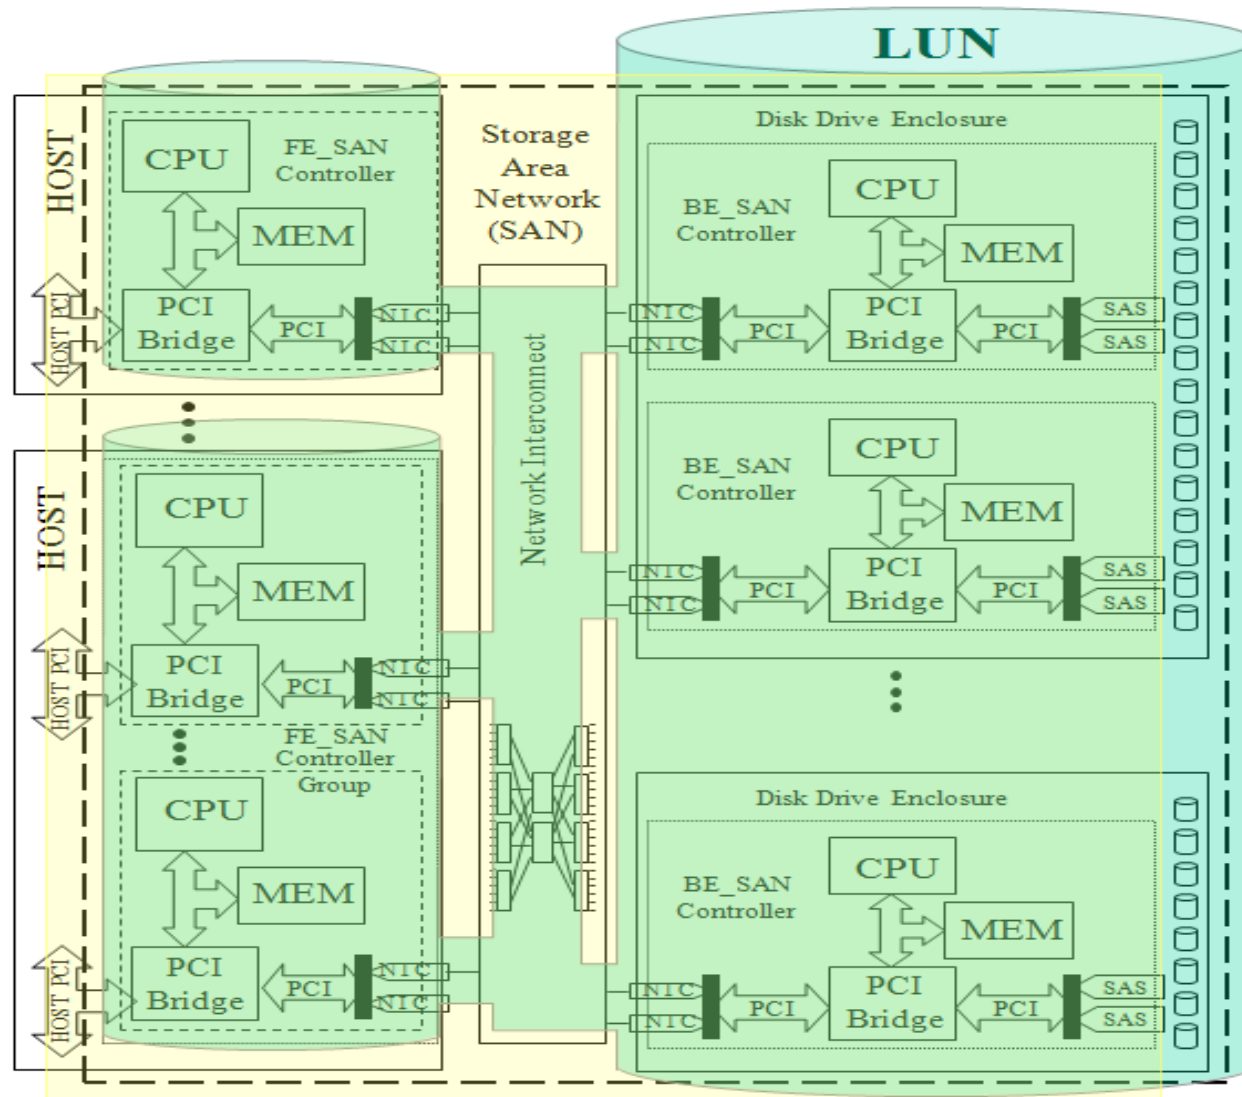 LUN
HOST
CPU
FE_SAN
Controller
MEM
HOST PCI
PCI
Bridge
PCI
NIC
NIC
Storage
Area
Network
(SAN)
Network Interconnect
Disk Drive Enclosure
BE_SAN
Controller
CPU
MEM
NIC
NIC
PCI
PCI
Bridge
PCI
SAS
SAS
BE_SAN
Controller
CPU
MEM
NIC
NIC
PCI
PCI
Bridge
PCI
SAS
SAS
HOST
CPU
MEM
HOST PCI
PCI
Bridge
PCI
NIC
NIC
FE_SAN
Controller
Group
CPU
MEM
HOST PCI
PCI
Bridge
PCI
NIC
NIC
Disk Drive Enclosure
BE_SAN
Controller
CPU
MEM
NIC
NIC
PCI
PCI
Bridge
PCI
SAS
SAS